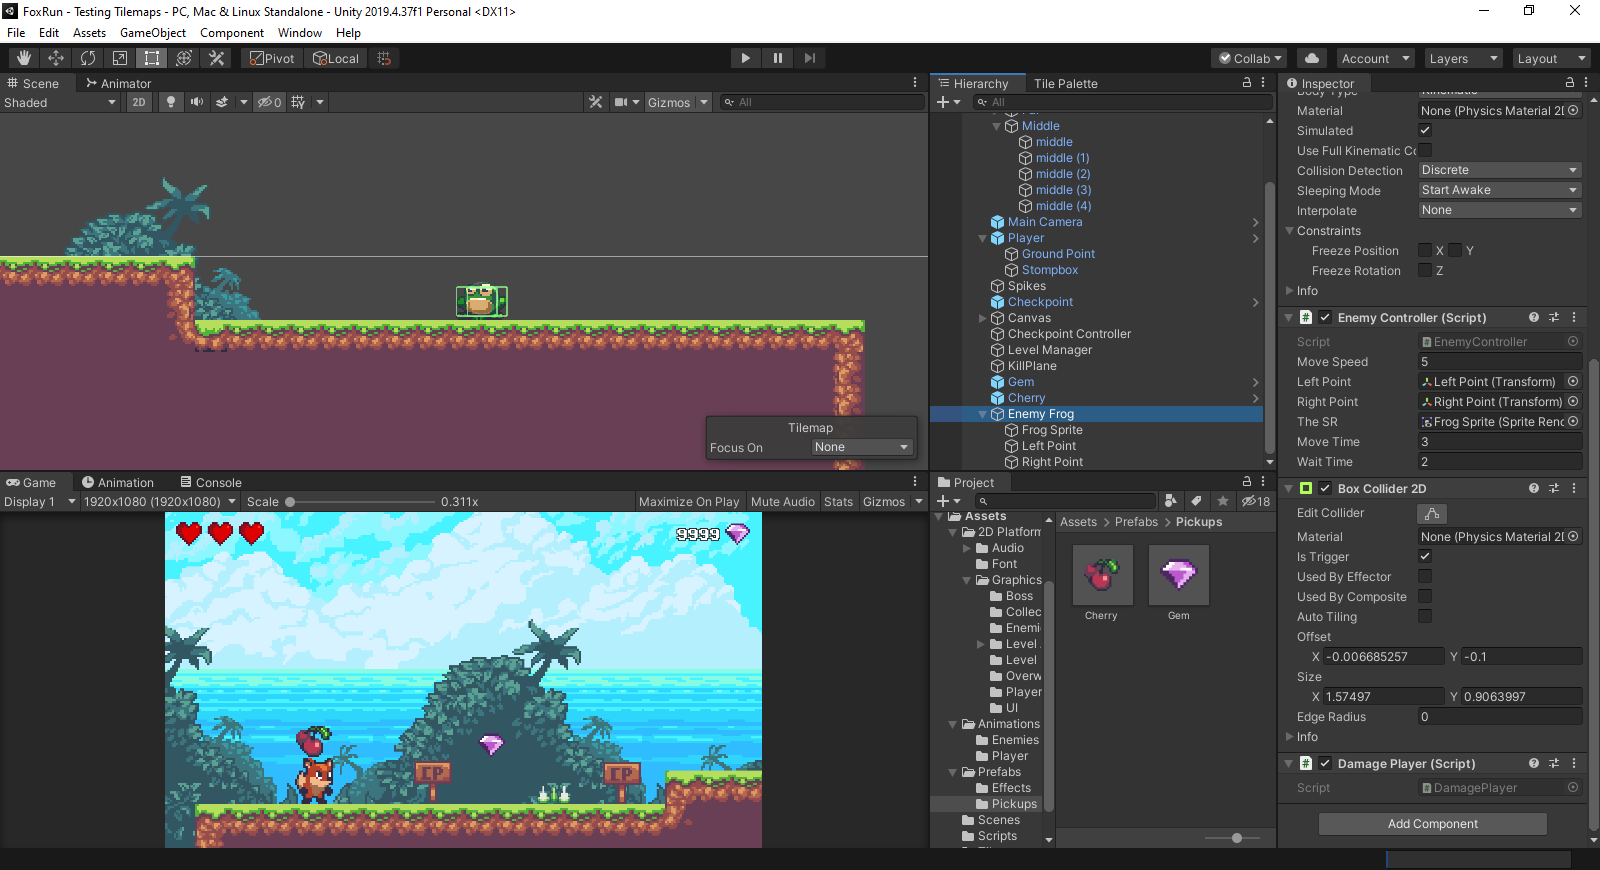 FoxRun - Testing Tilemaps - PC, Mac & Linux Standalone - Unity 2019.4.37f1 Personal <DX11>
File Edit Assets GameObject Component Window Help
Pivot Local Collab Account Layers Layout
Scene Animator
Shaded 2D 0 Gizmos All
Tilemap
Focus On None
Game Animation Console
Display 1 1920x1080 (1920x1080) Scale 0.311x Maximize On Play Mute Audio Stats Gizmos
9999
CP CP
Hierarchy Tile Palette
All
Middle
middle
middle (1)
middle (2)
middle (3)
middle (4)
Main Camera
Player
Ground Point
Stompbox
Spikes
Checkpoint
Canvas
Checkpoint Controller
Level Manager
KillPlane
Gem
Cherry
Enemy Frog
Frog Sprite
Left Point
Right Point
Project
18
Assets
2D Platform
Audio
Font
Graphics
Boss
Collec
Enemi
Level
Level
Overw
Player
UI
Animations
Enemies
Player
Prefabs
Effects
Pickups
Scenes
Scripts
Assets > Prefabs > Pickups
Cherry Gem
Inspector
Body Type Kinematic
Material None (Physics Material 2D
Simulated
Use Full Kinematic Co
Collision Detection Discrete
Sleeping Mode Start Awake
Interpolate None
Constraints
Freeze Position X Y
Freeze Rotation Z
Info
# Enemy Controller (Script)
Script EnemyController
Move Speed 5
Left Point Left Point (Transform)
Right Point Right Point (Transform)
The SR Frog Sprite (Sprite Rend
Move Time 3
Wait Time 2
Box Collider 2D
Edit Collider
Material None (Physics Material 2D
Is Trigger
Used By Effector
Used By Composite
Auto Tiling
Offset
X -0.006685257 Y -0.1
Size
X 1.57497 Y 0.9063997
Edge Radius 0
Info
# Damage Player (Script)
Script DamagePlayer
Add Component